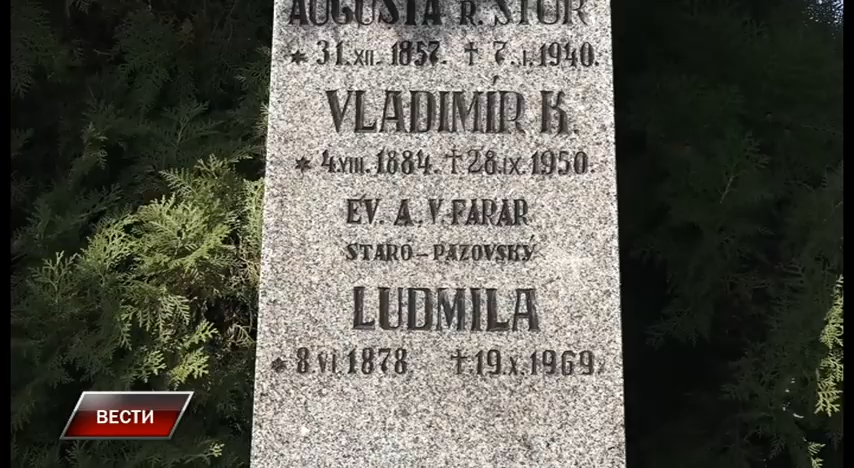 AUGUSTA R. ŠTÚR
* 31. XII. 1857. † 7. I. 1940.
VLADIMÍR K.
* 4. VIII. 1884. † 28. IX. 1950.
EV. A. V. FARÁR
STARO-PAZOVSKÝ
LUDMILA
* 8. VI. 1878 † 19. X. 1969.
ВЕСТИ